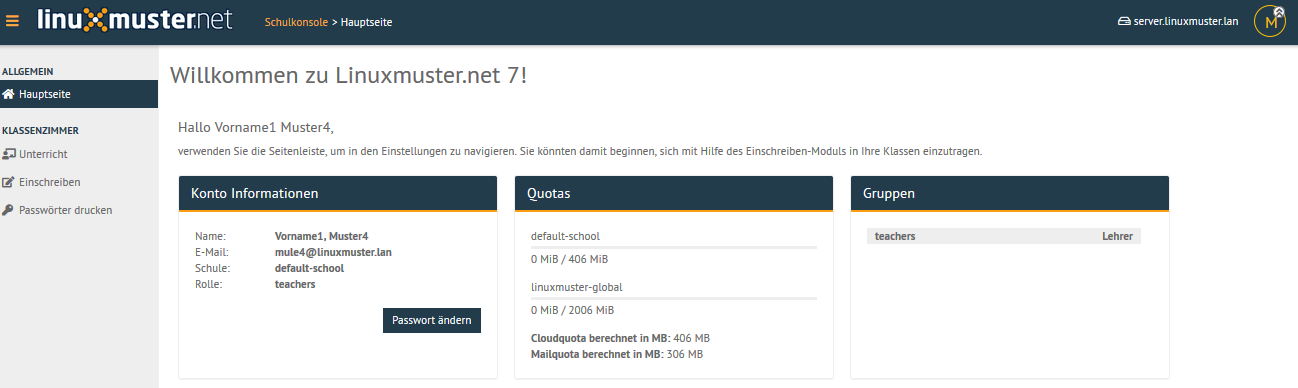 linuxmuster.net
Schulkonsole > Hauptseite
server.linuxmuster.lan
M
ALLGEMEIN
Hauptseite
KLASSENZIMMER
Unterricht
Einschreiben
Passwörter drucken
Willkommen zu Linuxmuster.net 7!
Hallo Vorname1 Muster4,
verwenden Sie die Seitenleiste, um in den Einstellungen zu navigieren. Sie könnten damit beginnen, sich mit Hilfe des Einschreiben-Moduls in Ihre Klassen einzutragen.
Konto Informationen
Name: Vorname1, Muster4
E-Mail: mule4@linuxmuster.lan
Schule: default-school
Rolle: teachers
Passwort ändern
Quotas
default-school
0 MiB / 406 MiB
linuxmuster-global
0 MiB / 2006 MiB
Cloudquota berechnet in MB: 406 MB
Mailquota berechnet in MB: 306 MB
Gruppen
teachers Lehrer